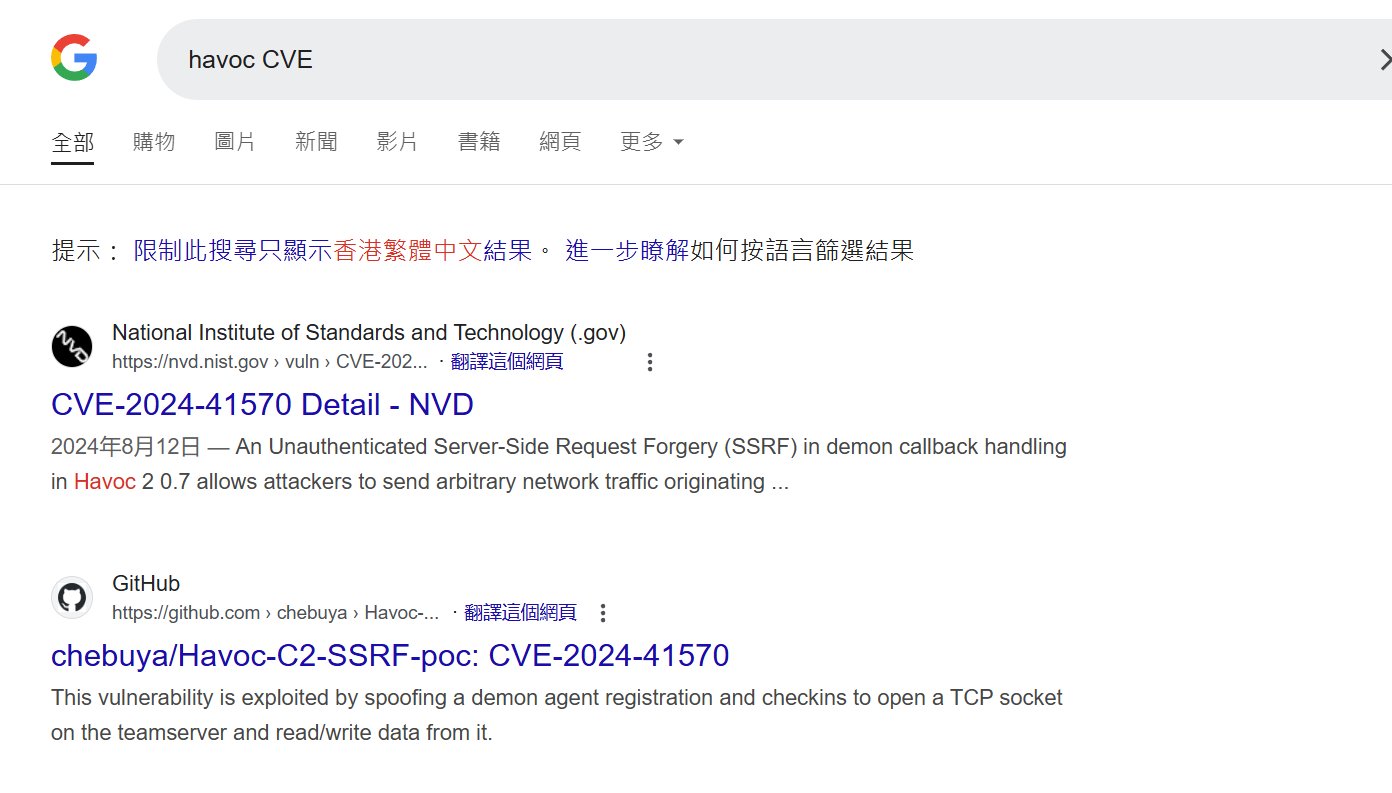 havoc CVE
全部 購物 圖片 新聞 影片 書籍 網頁 更多
提示： 限制此搜尋只顯示香港繁體中文結果。 進一步瞭解如何按語言篩選結果
NVD
National Institute of Standards and Technology (.gov)
https://nvd.nist.gov › vuln › CVE-202... · 翻譯這個網頁
CVE-2024-41570 Detail - NVD
2024年8月12日 — An Unauthenticated Server-Side Request Forgery (SSRF) in demon callback handling
in Havoc 2 0.7 allows attackers to send arbitrary network traffic originating ...
GitHub
https://github.com › chebuya › Havoc-... · 翻譯這個網頁
chebuya/Havoc-C2-SSRF-poc: CVE-2024-41570
This vulnerability is exploited by spoofing a demon agent registration and checkins to open a TCP socket
on the teamserver and read/write data from it.